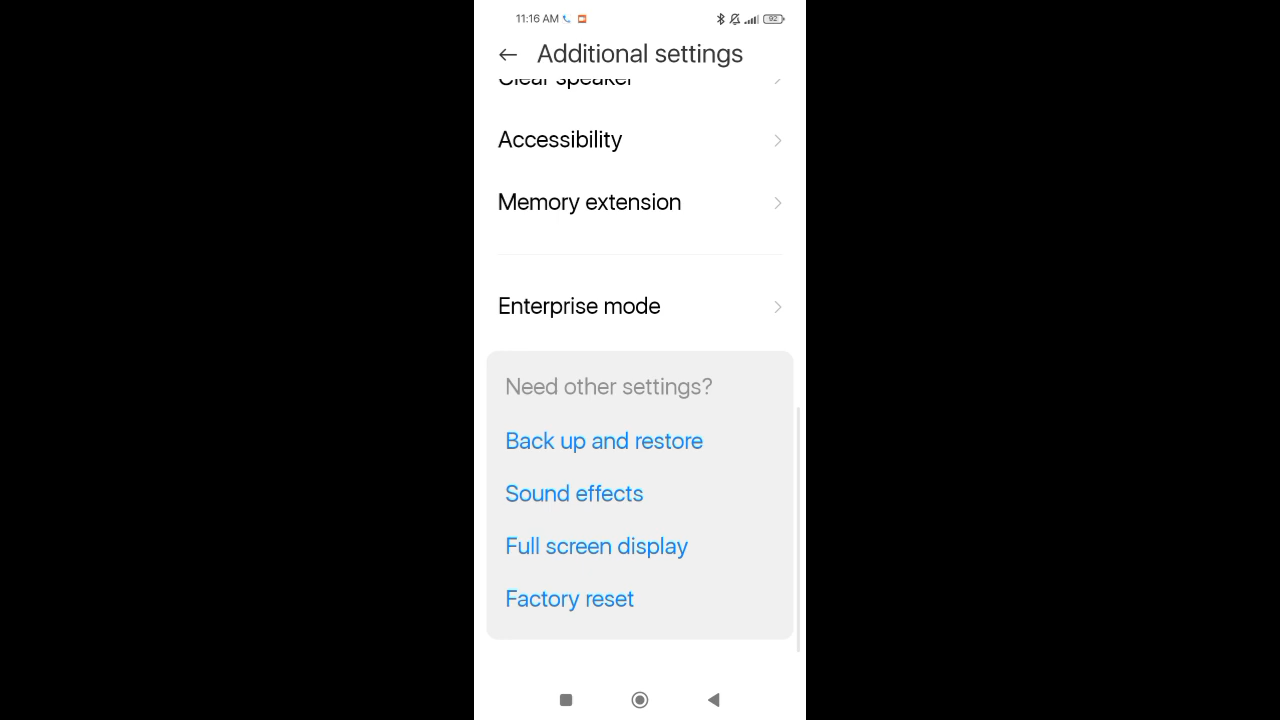 11:16 AM
92
Additional settings
Clear speaker
Accessibility
Memory extension
Enterprise mode
Need other settings?
Back up and restore
Sound effects
Full screen display
Factory reset